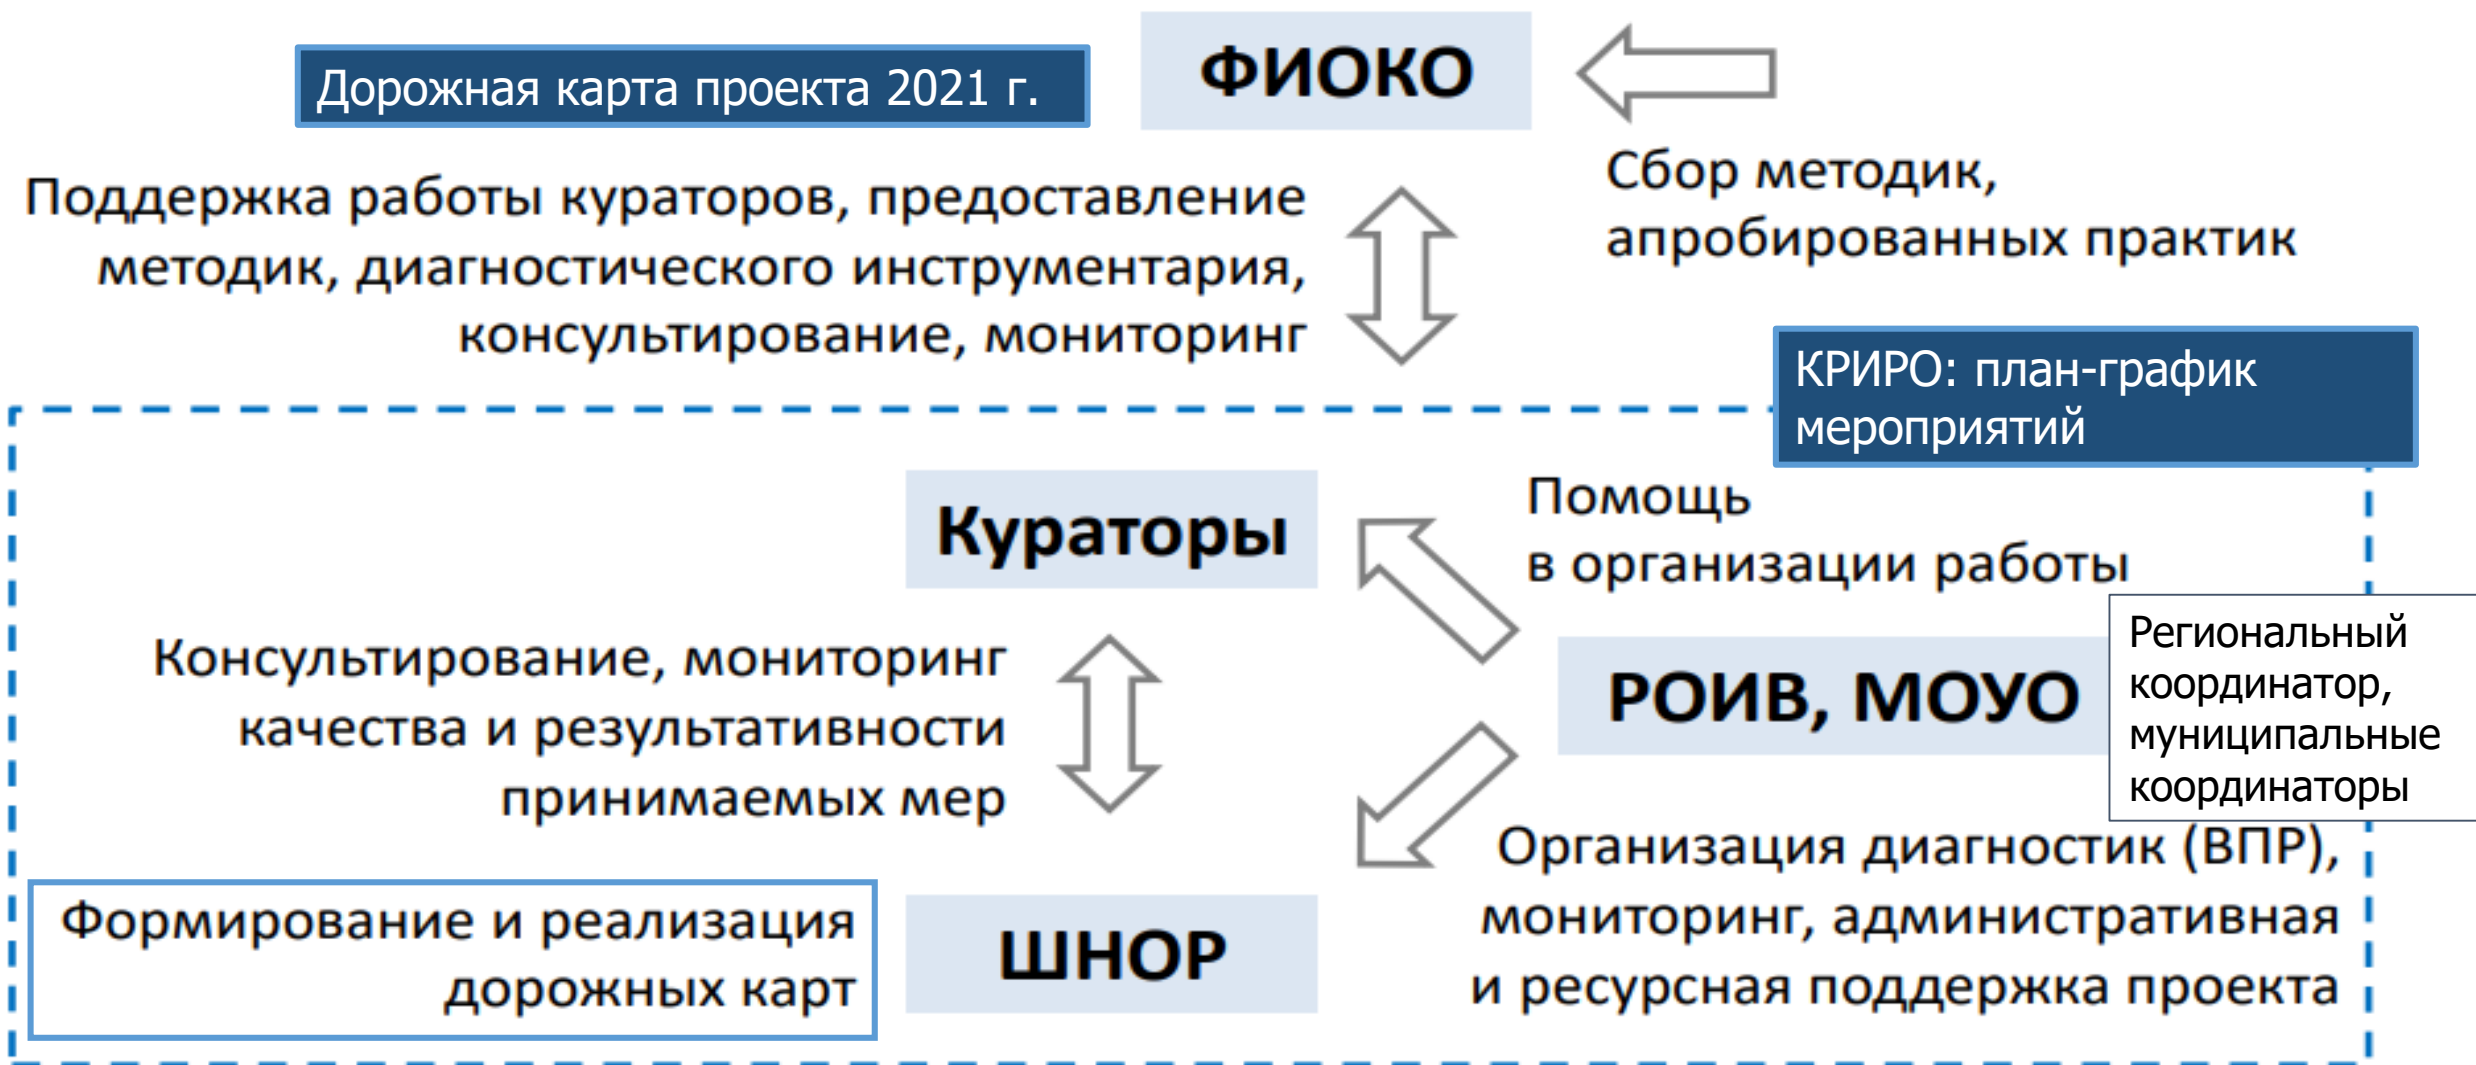 Дорожная карта проекта 2021 г.
ФИОКО
Сбор методик,
апробированных практик
Поддержка работы кураторов, предоставление
методик, диагностического инструментария,
консультирование, мониторинг
КРИРО: план-график
мероприятий
Кураторы
Помощь
в организации работы
Консультирование, мониторинг
качества и результативности
принимаемых мер
РОИВ, МОУО
Региональный
координатор,
муниципальные
координаторы
Формирование и реализация
дорожных карт
ШНОР
Организация диагностик (ВПР),
мониторинг, административная
и ресурсная поддержка проекта